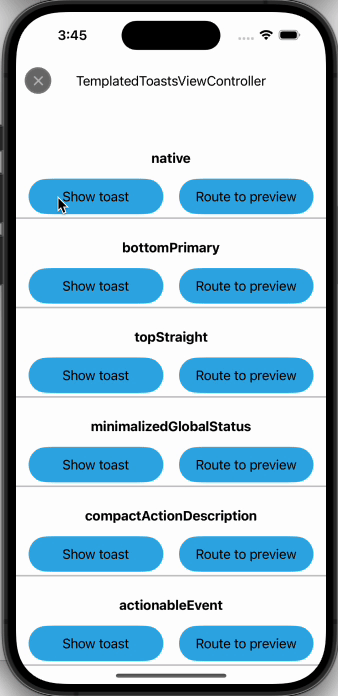 3:45
TemplatedToastsViewController
native
Show toast Route to preview
bottomPrimary
Show toast Route to preview
topStraight
Show toast Route to preview
minimalizedGlobalStatus
Show toast Route to preview
compactActionDescription
Show toast Route to preview
actionableEvent
Show toast Route to preview